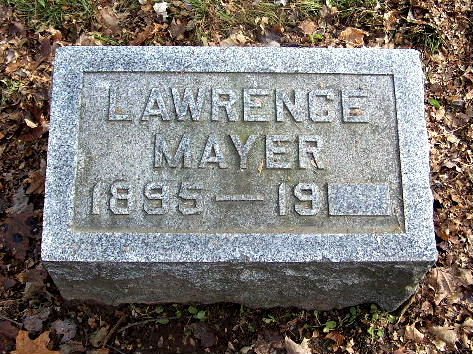 LAWRENCE
MAYER
1895 — 19